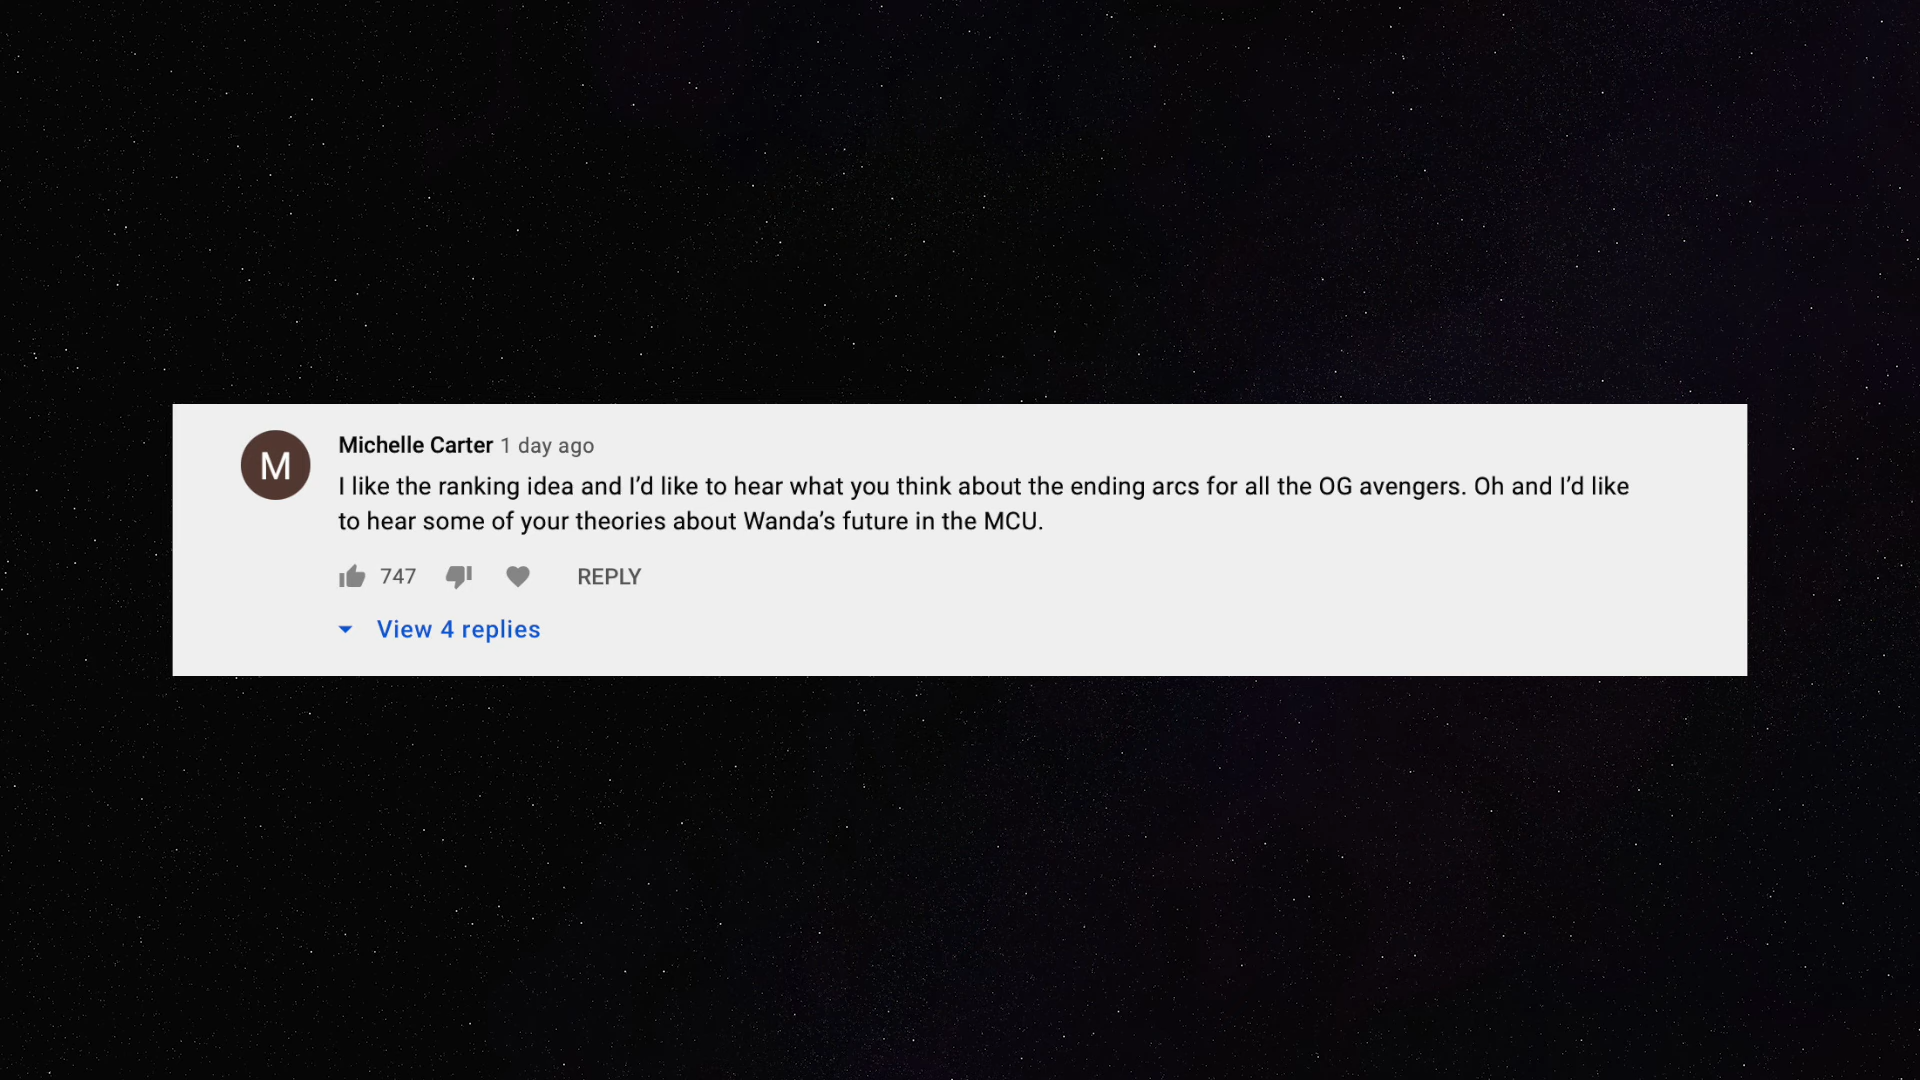 M
Michelle Carter 1 day ago
I like the ranking idea and I’d like to hear what you think about the ending arcs for all the OG avengers. Oh and I’d like
to hear some of your theories about Wanda’s future in the MCU.
747 REPLY
View 4 replies